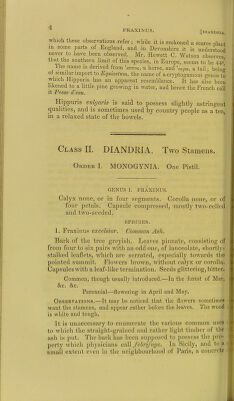 4 FRAXINUS. [DIANDRIA.
which these observations refer; while it is reckoned a scarce plant
in some parts of England, and in Devonshire it is understood
never to have been observed. Mr. Hewett C. Watson observes,
that the southern limit of this species, in Europe, seems to be 44°.
The name is derived from a horse, and a tail; being
of similar import to Equisetum, the name of a cryptogamous genus to
which Hippuris has an apparent resemblance. It has also been
likened to a little pine growing in water, and hence the French call
it Pesse d'eau.
Hippuris vulgaris is said to possess slightly astringent
qualities, and is sometimes used by country people as a tea,
in a relaxed state of the bowels.
CLASS II. DIANDRIA. Two Stamens.
ORDER I. MONOGYNIA. One Pistil.
GENUS I. FRAXINUS.
Calyx none, or in four segments. Corolla none, or of
four petals. Capsule compressed, mostly two-celled
and two-seeded.
SPECIES.
1. Fraxinus excelsior. Common Ash.
Bark of the tree greyish. Leaves pinnate, consisting of
from four to six pairs with an odd one, of lanceolate, shortly-
stalked leaflets, which are serrated, especially towards the
pointed summit. Flowers brown, without calyx or corolla.
Capsules with a leaf-like termination. Seeds glittering, bitter.
Common, though usually introduced.—In the forest of Mar,
&c. &c.
Perennial—flowering in April and May.
OBSERVATIONS.—It may be noticed that the flowers sometimes
want the stamens, and appear rather before the leaves. The wood
is white and tough.
It is unnecessary to enumerate the various common uses
to which the straight-grained and rather light timber of the
ash is put. The bark has been supposed to possess the pro-
perty which physicians call febrifuge. In Sicily, and to a
small extent even in the neighbourhood of Paris, a concrete